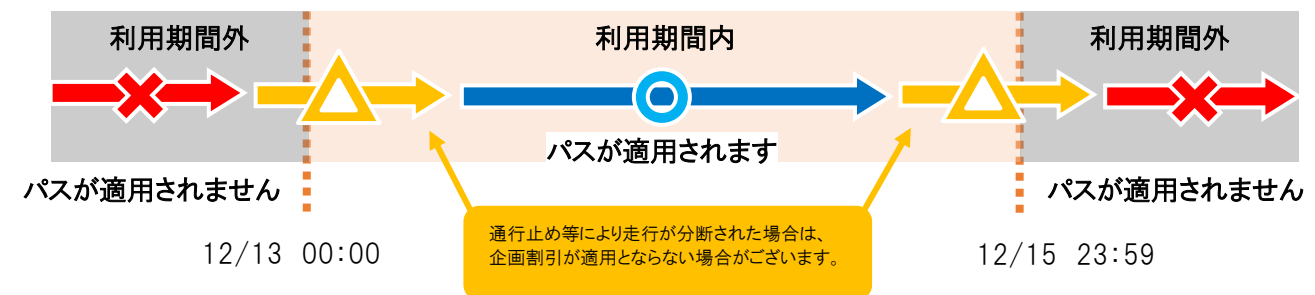 利用期間外
利用期間内
利用期間外
パスが適用されます
パスが適用されません
パスが適用されません
通行止め等により走行が分断された場合は、
企画割引が適用とならない場合がございます。
12/13 00:00
12/15 23:59